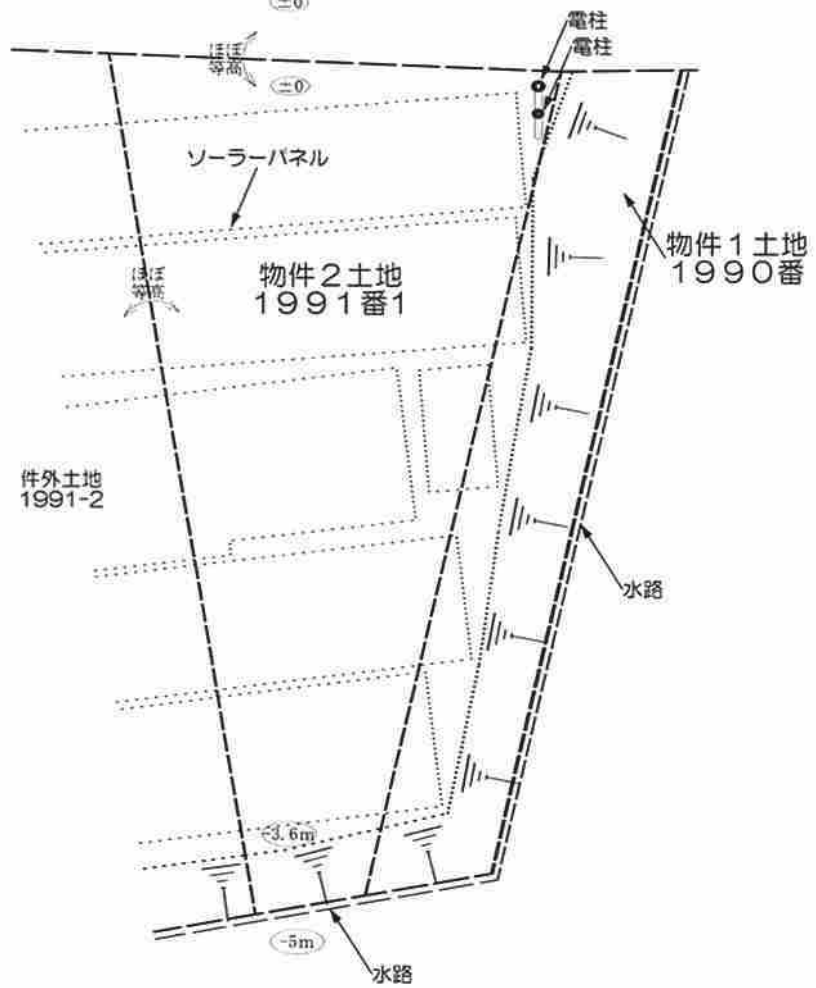 ±0
電柱
電柱
ほぼ
等高
±0
ソーラーパネル
物件1土地
1990番
ほぼ
等高
物件2土地
1991番1
件外土地
1991-2
水路
-3.6m
-5m
水路